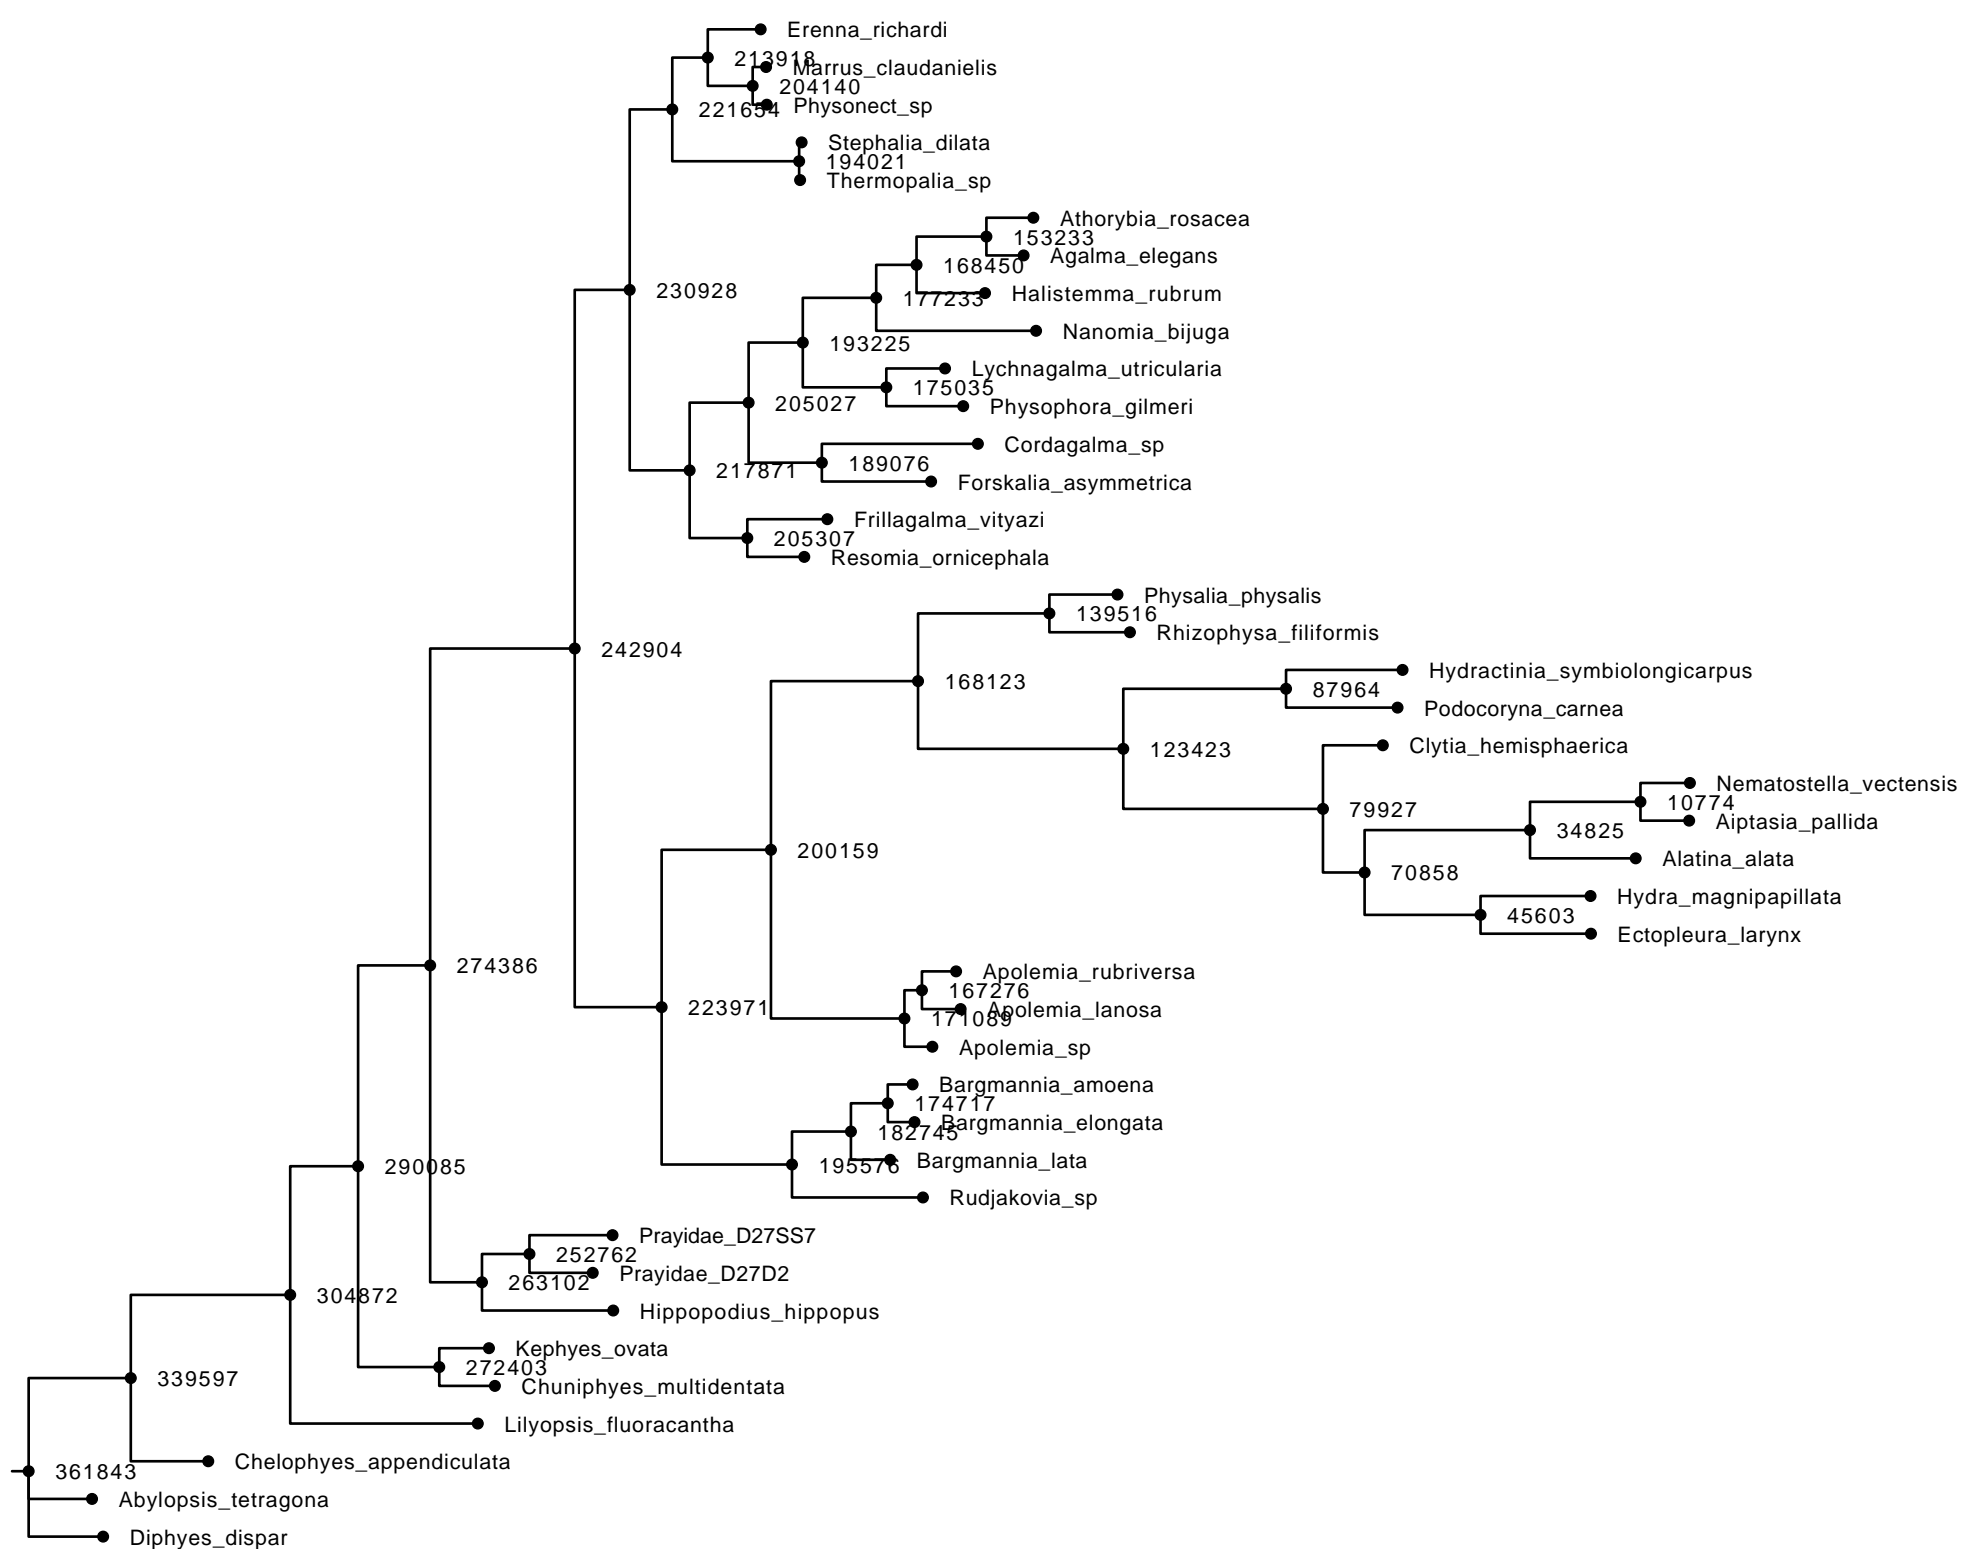 Erenna_richardi
213918
Marrus_claudanielis
204140
Physonect_sp
221654
Stephalia_dilata
194021
Thermopalia_sp
Athorybia_rosacea
153233
Agalma_elegans
168450
Halistemma_rubrum
177233
230928
Nanomia_bijuga
193225
Lychnagalma_utricularia
175035
205027
Physophora_gilmeri
Cordagalma_sp
189076
217871
Forskalia_asymmetrica
Frillagalma_vityazi
205307
Resomia_ornicephala
Physalia_physalis
139516
Rhizophysa_filiformis
242904
Hydractinia_symbiolongicarpus
168123
87964
Podocoryna_carnea
123423
Clytia_hemisphaerica
Nematostella_vectensis
10774
79927
Aiptasia_pallida
34825
200159
Alatina_alata
70858
Hydra_magnipapillata
45603
Ectopleura_larynx
274386
Apolemia_rubriversa
167276
223971
Apolemia_lanosa
171089
Apolemia_sp
Bargmannia_amoena
174717
Bargmannia_elongata
182745
Bargmannia_lata
290085
195576
Rudjakovia_sp
Prayidae_D27SS7
252762
Prayidae_D27D2
263102
304872
Hippopodius_hippopus
Kephyes_ovata
272403
339597
Chuniphyes_multidentata
Lilyopsis_fluoracantha
Chelophyes_appendiculata
361843
Abylopsis_tetragona
Diphyes_dispar